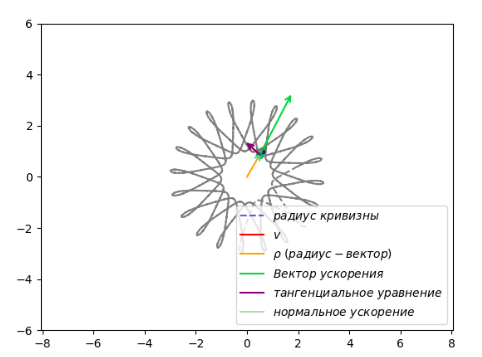 6
4
2
0
−2
−4
−6
−8 −6 −4 −2 0 2 4 6 8
радиус кривизны
v
ρ (радиус − вектор)
Вектор ускорения
тангенциальное уравнение
нормальное ускорение